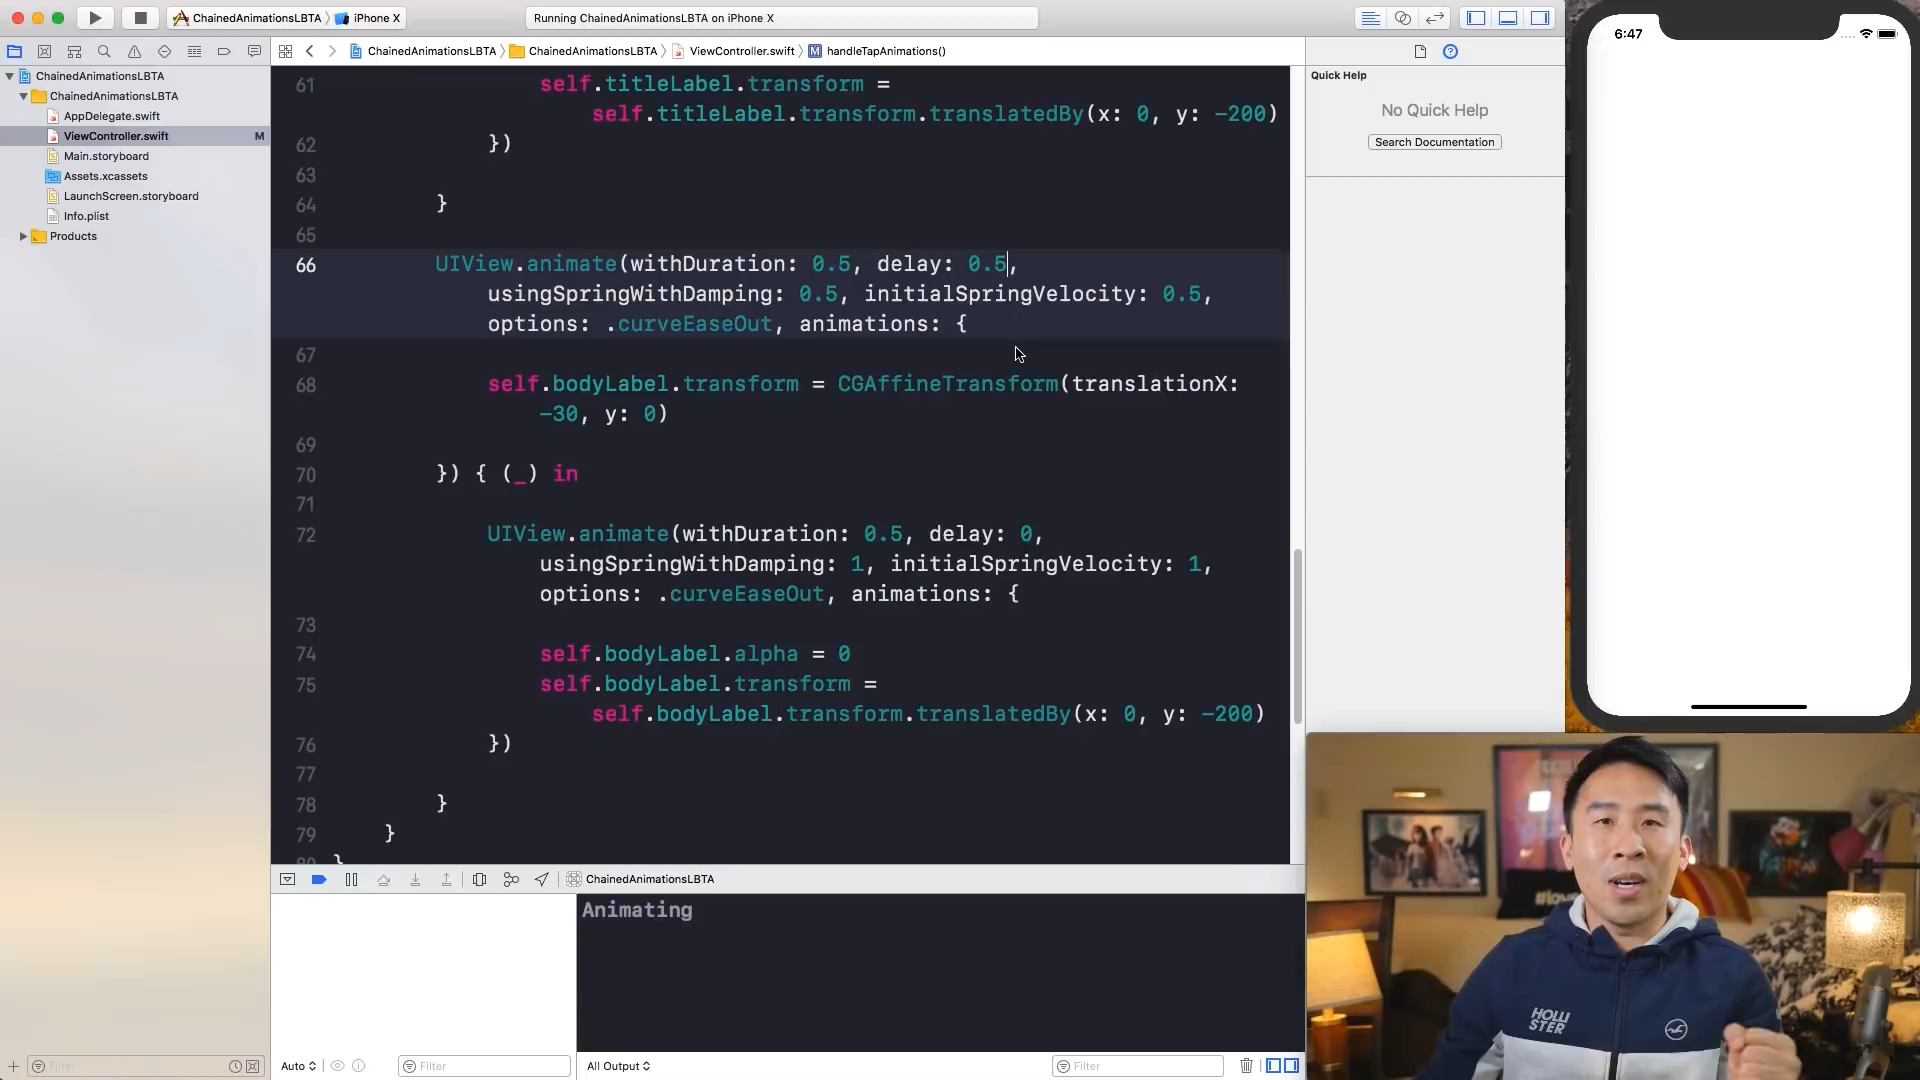 ChainedAnimationsLBTA iPhone X
Running ChainedAnimationsLBTA on iPhone X
6:47
ChainedAnimationsLBTA ChainedAnimationsLBTA ViewController.swift M handleTapAnimations()
ChainedAnimationsLBTA
ChainedAnimationsLBTA
AppDelegate.swift
ViewController.swift M
Main.storyboard
Assets.xcassets
LaunchScreen.storyboard
Info.plist
Products
61 self.titleLabel.transform =
self.titleLabel.transform.translatedBy(x: 0, y: -200)
62 })
63
64 }
65
66 UIView.animate(withDuration: 0.5, delay: 0.5,
usingSpringWithDamping: 0.5, initialSpringVelocity: 0.5,
options: .curveEaseOut, animations: {
67
68 self.bodyLabel.transform = CGAffineTransform(translationX:
-30, y: 0)
69
70 }) { (_) in
71
72 UIView.animate(withDuration: 0.5, delay: 0,
usingSpringWithDamping: 1, initialSpringVelocity: 1,
options: .curveEaseOut, animations: {
73
74 self.bodyLabel.alpha = 0
75 self.bodyLabel.transform =
self.bodyLabel.transform.translatedBy(x: 0, y: -200)
76 })
77
78 }
79 }
80 }
Quick Help
No Quick Help
Search Documentation
ChainedAnimationsLBTA
Animating
Filter
Auto
Filter
All Output
Filter
HOLLI
STER